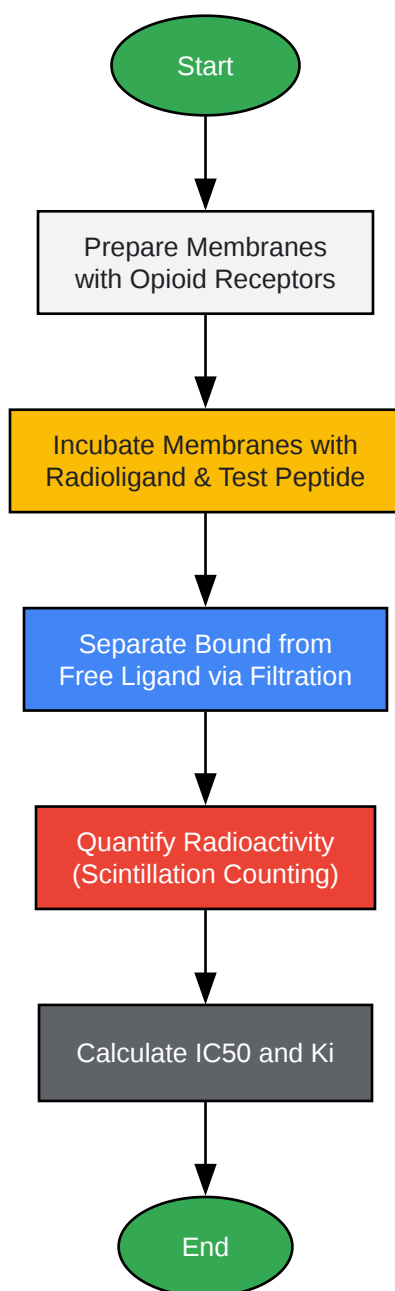 Start
Prepare Membranes
with Opioid Receptors
Incubate Membranes with
Radioligand & Test Peptide
Separate Bound from
Free Ligand via Filtration
Quantify Radioactivity
(Scintillation Counting)
Calculate IC50 and Ki
End